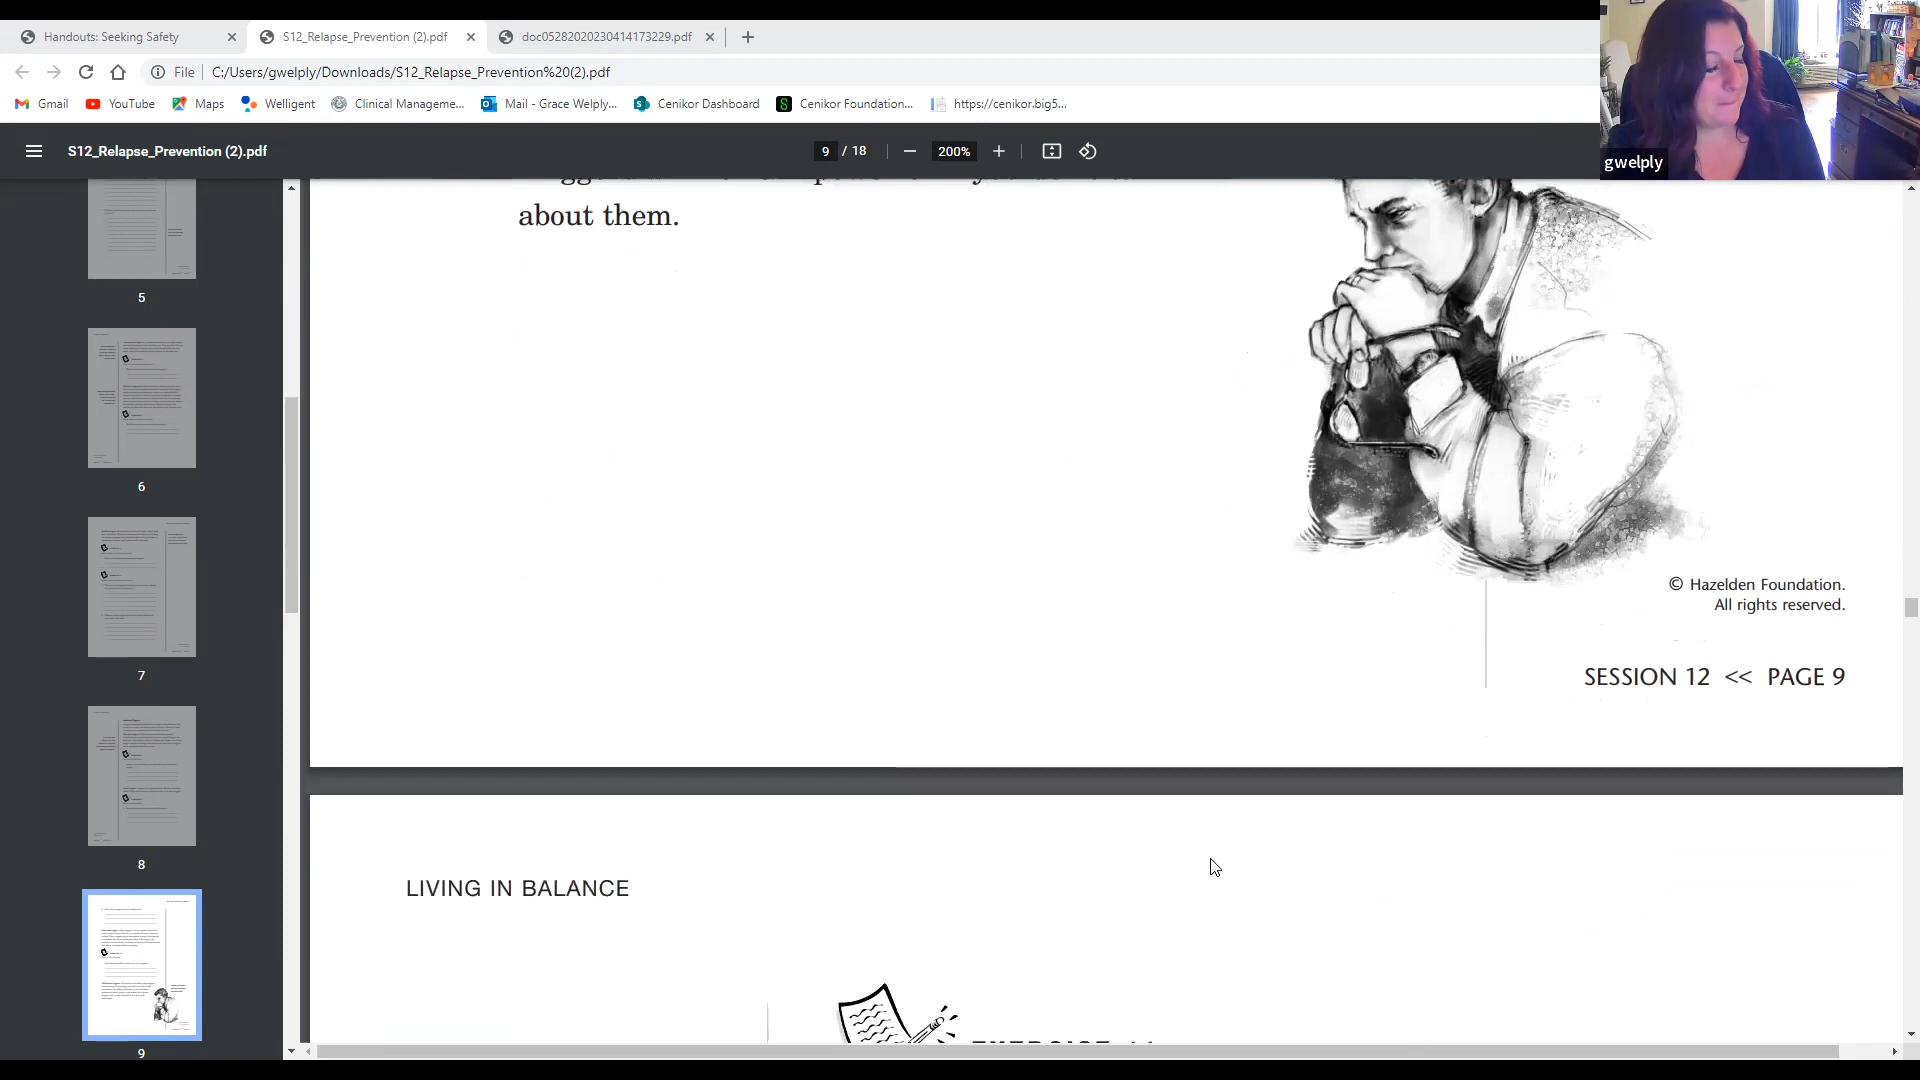 Handouts: Seeking Safety
S12_Relapse_Prevention (2).pdf
doc05282020230414173229.pdf
File
C:/Users/gwelply/Downloads/S12_Relapse_Prevention%20(2).pdf
Gmail
YouTube
Maps
Welligent
Clinical Manageme...
Mail - Grace Welply...
Cenikor Dashboard
Cenikor Foundation...
https://cenikor.big5...
S12_Relapse_Prevention (2).pdf
9 / 18
200%
gwelply
5
6
7
8
9
about them.
© Hazelden Foundation.
All rights reserved.
SESSION 12 << PAGE 9
LIVING IN BALANCE